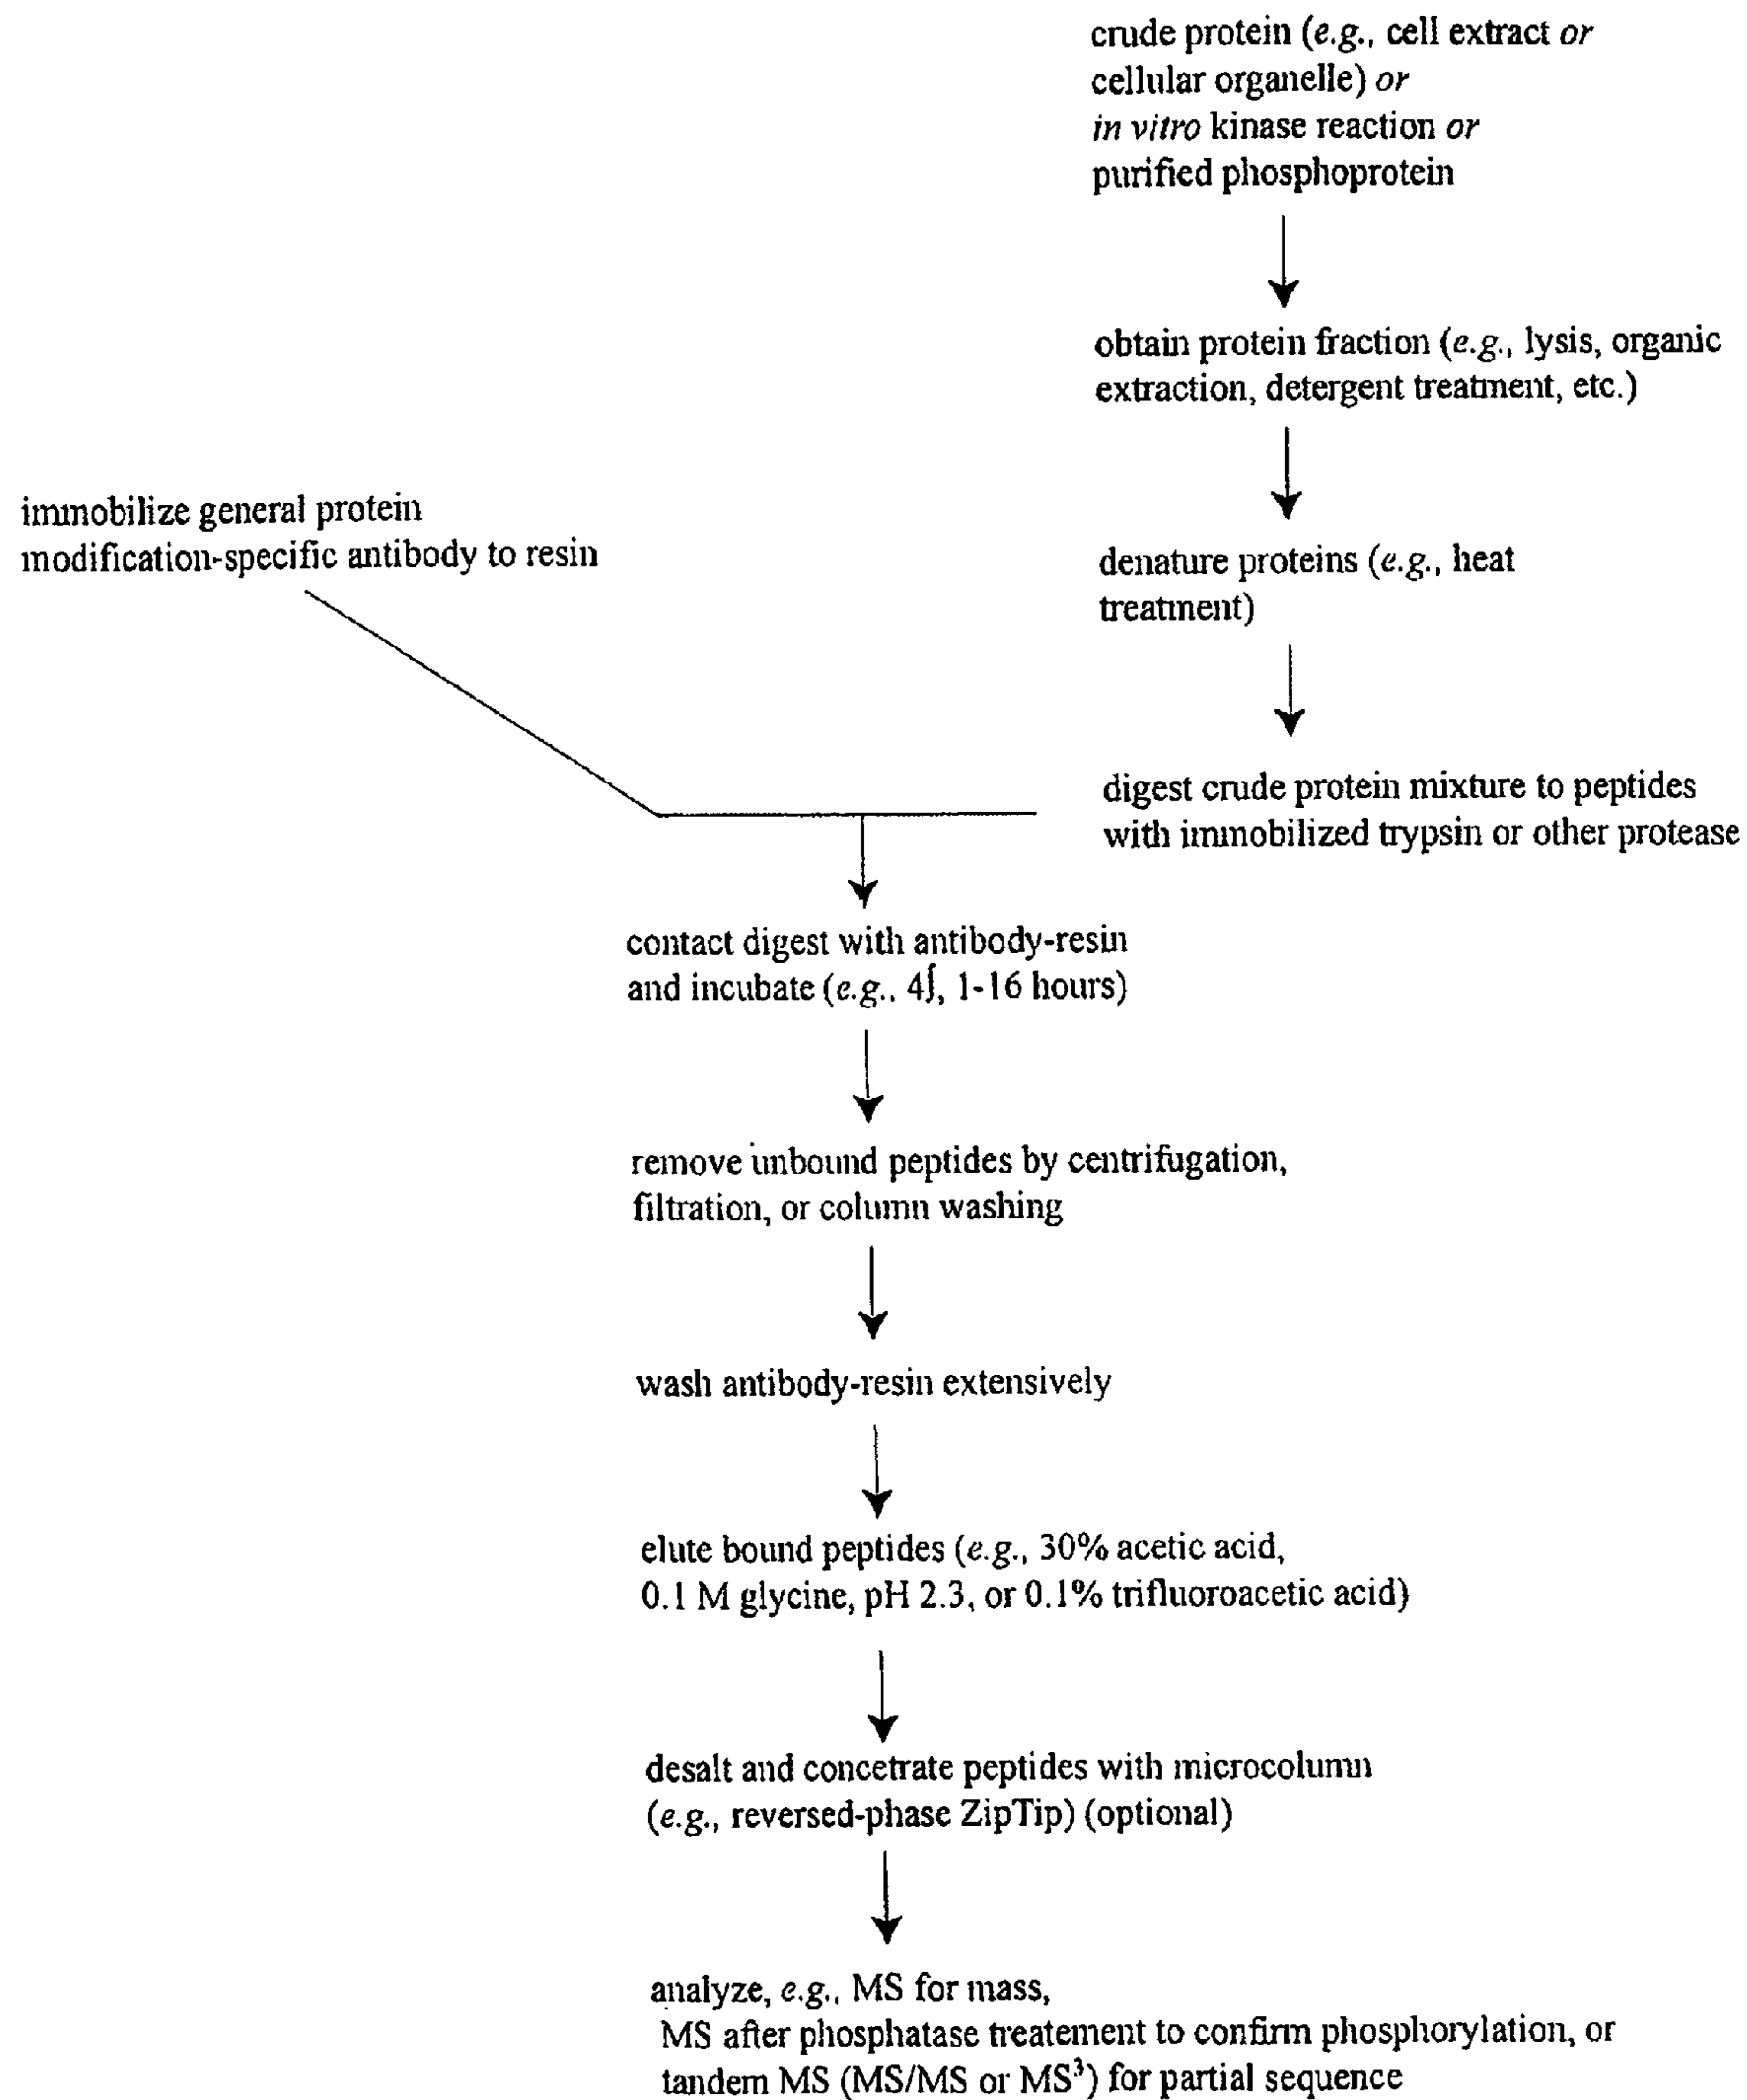 crude protein (e.g., cell extract or
cellular organelle) or
in vitro kinase reaction or
purified phosphoprotein
obtain protein fraction (e.g., lysis, organic
extraction, detergent treatment, etc.)
immobilize general protein
modification-specific antibody to resin
denature proteins (e.g., heat
treatment)
digest crude protein mixture to peptides
with immobilized trypsin or other protease
contact digest with antibody-resin
and incubate (e.g., 4∫, 1-16 hours)
remove unbound peptides by centrifugation,
filtration, or column washing
wash antibody-resin extensively
elute bound peptides (e.g., 30% acetic acid,
0.1 M glycine, pH 2.3, or 0.1% trifluoroacetic acid)
desalt and concetrate peptides with microcolumn
(e.g., reversed-phase ZipTip) (optional)
analyze, e.g., MS for mass,
MS after phosphatase treatement to confirm phosphorylation, or
tandem MS (MS/MS or MS³) for partial sequence